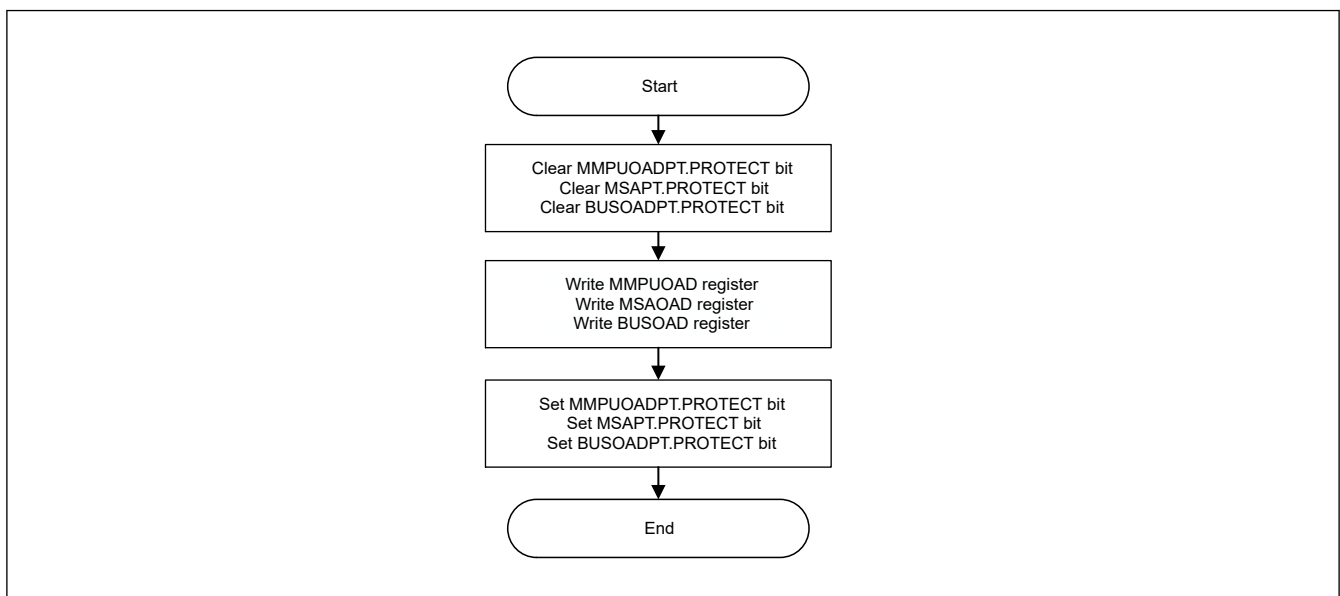 Start
Clear MMPUOADPT.PROTECT bit
Clear MSAPT.PROTECT bit
Clear BUSOADPT.PROTECT bit
Write MMPUOAD register
Write MSAOAD register
Write BUSOAD register
Set MMPUOADPT.PROTECT bit
Set MSAPT.PROTECT bit
Set BUSOADPT.PROTECT bit
End